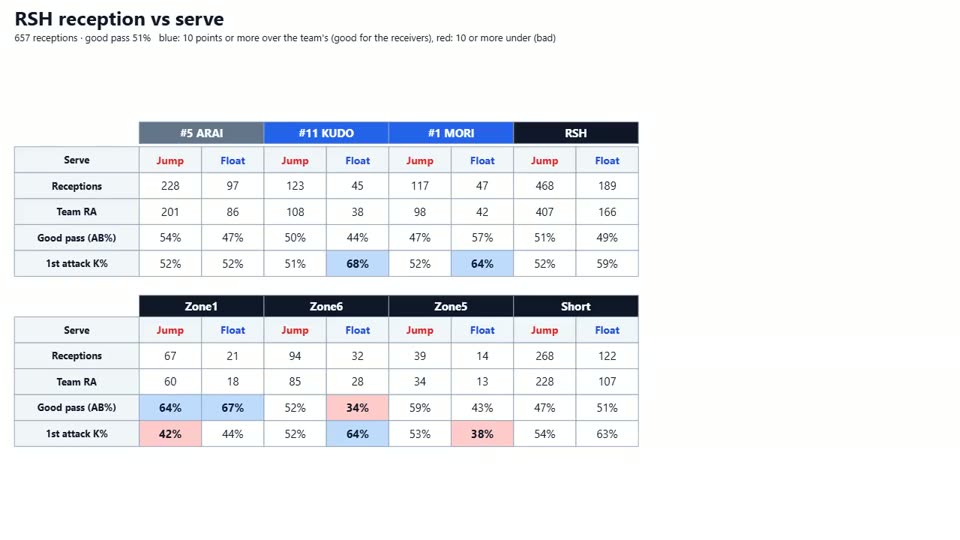 RSH reception vs serve
657 receptions · good pass 51% blue: 10 points or more over the team's (good for the receivers), red: 10 or more under (bad)
#5 ARAI #11 KUDO #1 MORI RSH
Serve Jump Float Jump Float Jump Float Jump Float
Receptions 228 97 123 45 117 47 468 189
Team RA 201 86 108 38 98 42 407 166
Good pass (AB%) 54% 47% 50% 44% 47% 57% 51% 49%
1st attack K% 52% 52% 51% 68% 52% 64% 52% 59%
Zone1 Zone6 Zone5 Short
Serve Jump Float Jump Float Jump Float Jump Float
Receptions 67 21 94 32 39 14 268 122
Team RA 60 18 85 28 34 13 228 107
Good pass (AB%) 64% 67% 52% 34% 59% 43% 47% 51%
1st attack K% 42% 44% 52% 64% 53% 38% 54% 63%